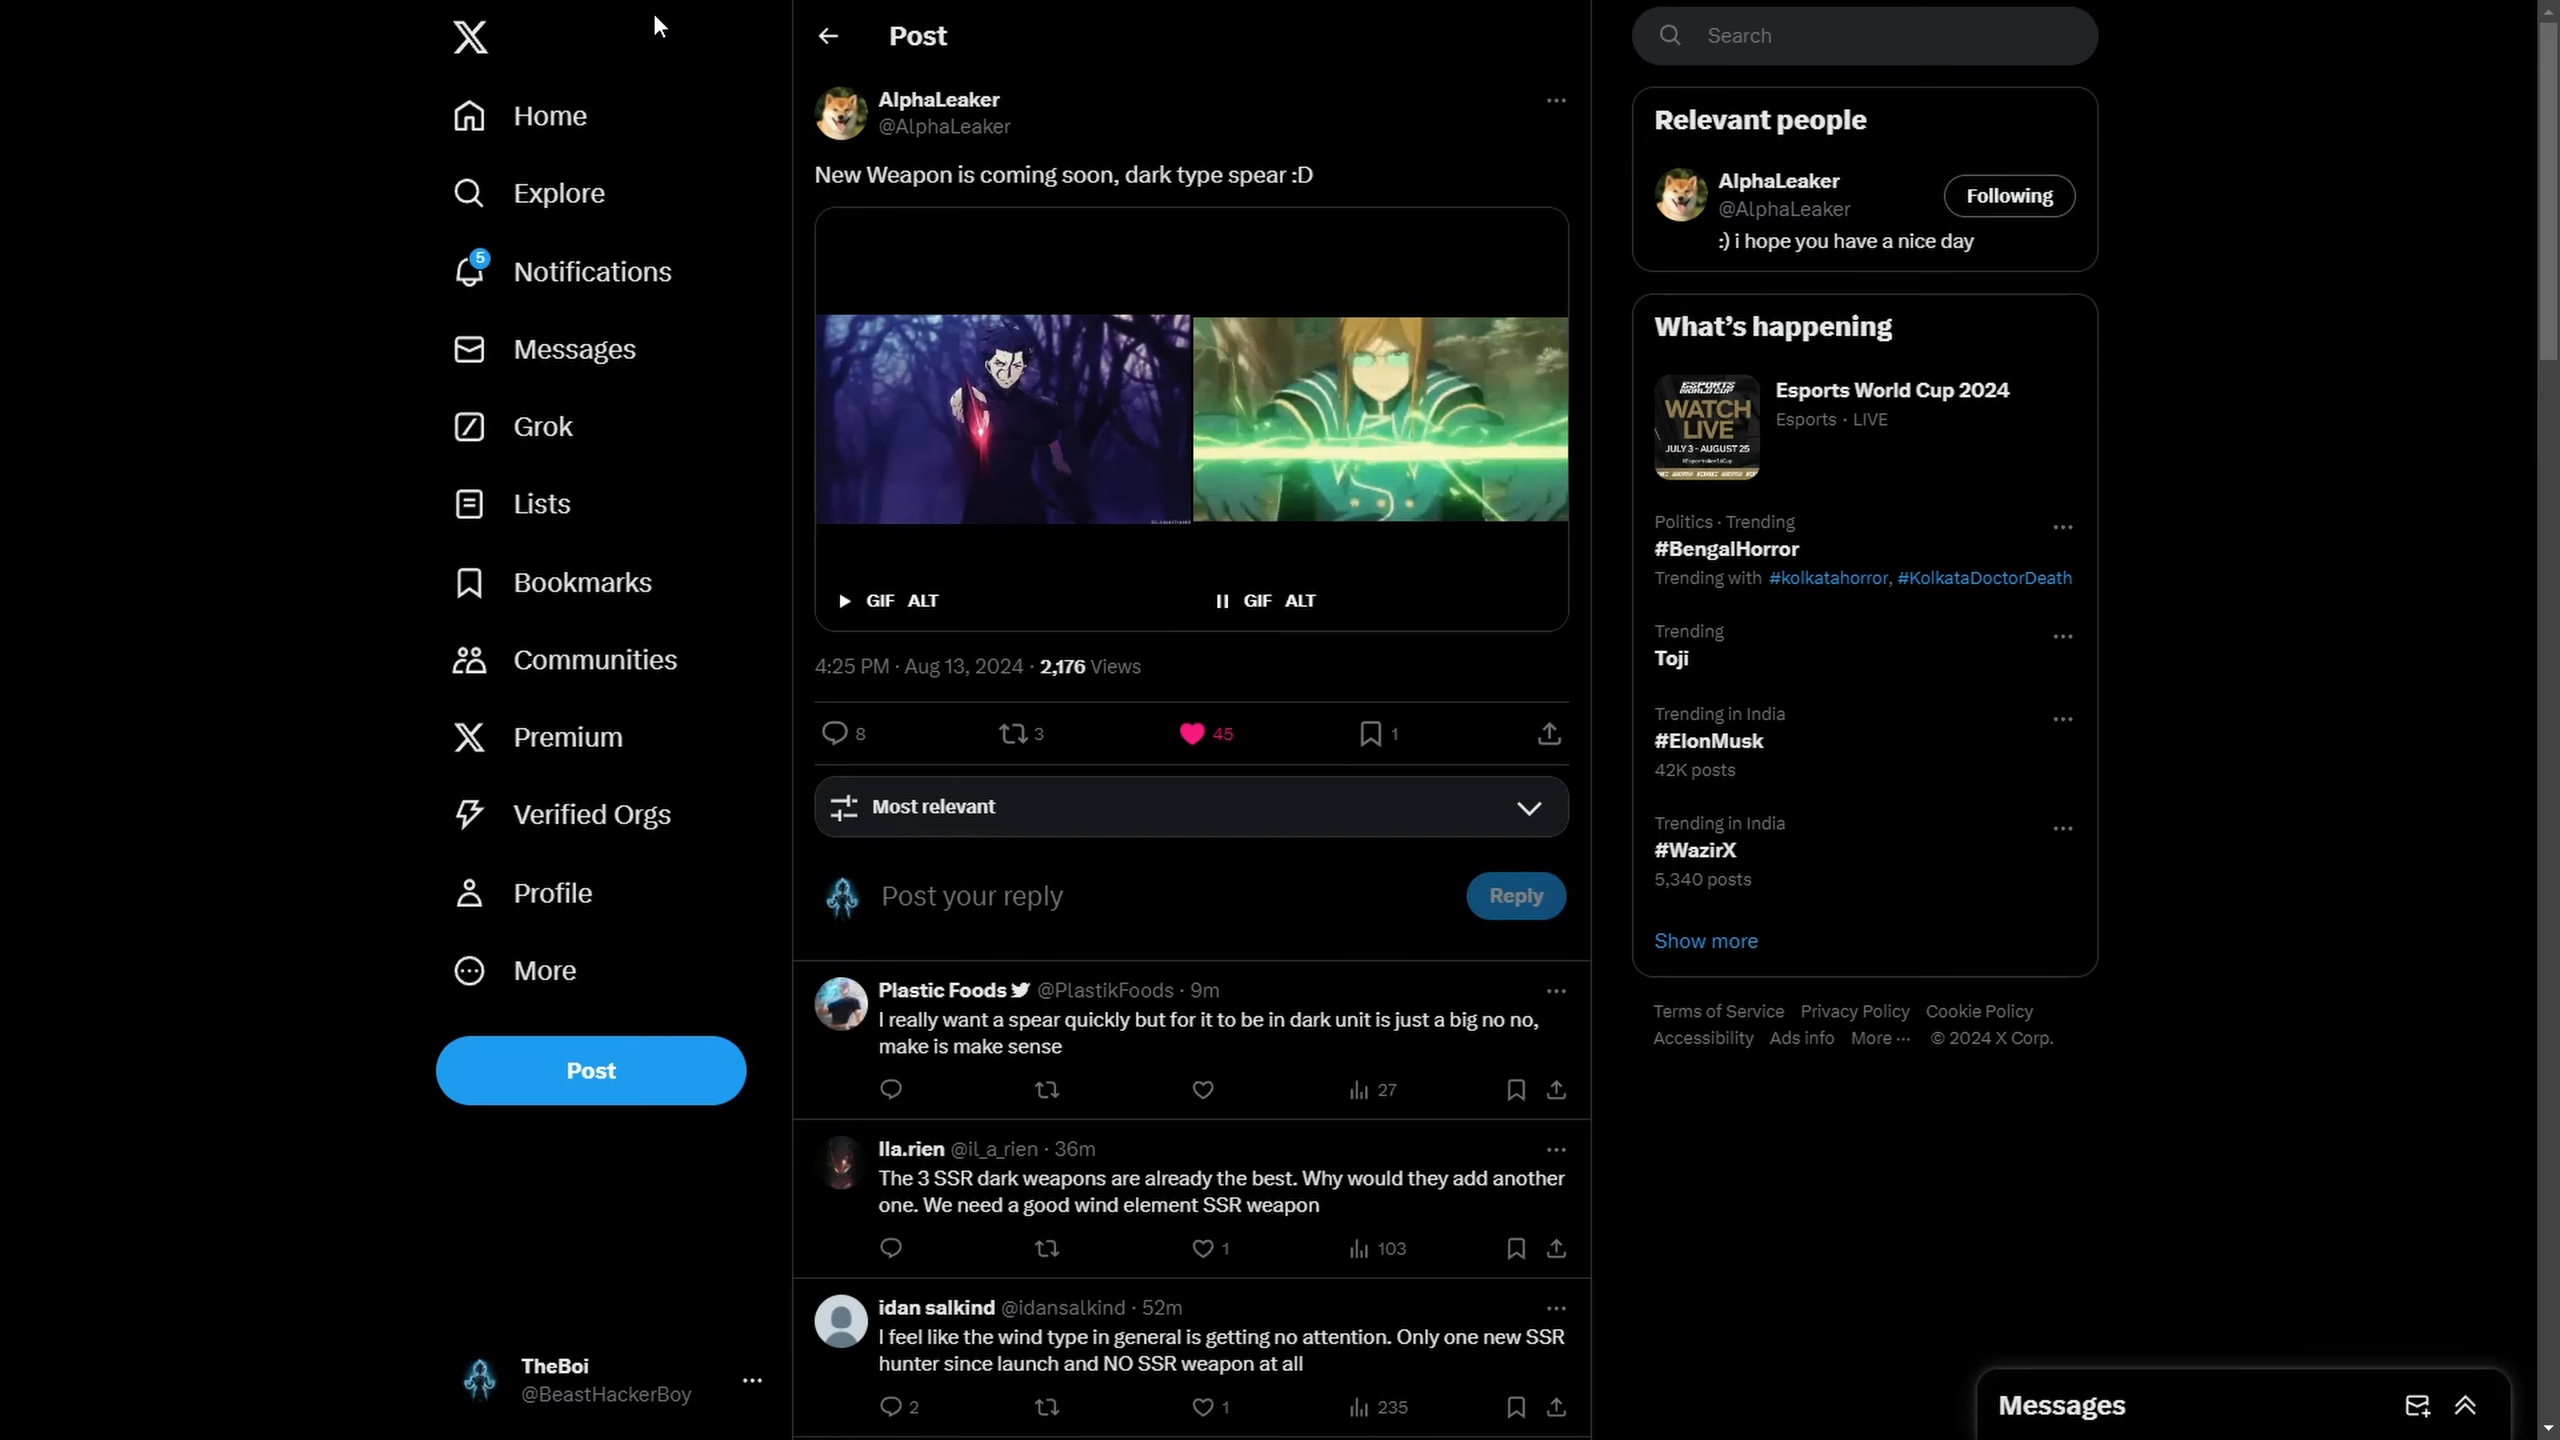 Home
Explore
5
Notifications
Messages
Grok
Lists
Bookmarks
Communities
Premium
Verified Orgs
Profile
More
Post
TheBoi
@BeastHackerBoy
Post
AlphaLeaker
@AlphaLeaker
New Weapon is coming soon, dark type spear :D
GIF ALT
GIF ALT
4:25 PM · Aug 13, 2024 · 2,176 Views
8 3 45 1
Most relevant
Post your reply
Reply
Plastic Foods @PlastikFoods · 9m
I really want a spear quickly but for it to be in dark unit is just a big no no,
make is make sense
27
Ila.rien @il_a_rien · 36m
The 3 SSR dark weapons are already the best. Why would they add another
one. We need a good wind element SSR weapon
1 103
idan salkind @idansalkind · 52m
I feel like the wind type in general is getting no attention. Only one new SSR
hunter since launch and NO SSR weapon at all
2 1 235
Search
Relevant people
AlphaLeaker
@AlphaLeaker
Following
:) i hope you have a nice day
What's happening
ESPORTS
WORLD CUP
WATCH
LIVE
JULY 3 - AUGUST 25
Esports World Cup 2024
Esports · LIVE
Politics · Trending
#BengalHorror
Trending with #kolkatahorror, #KolkataDoctorDeath
Trending
Toji
Trending in India
#ElonMusk
42K posts
Trending in India
#WazirX
5,340 posts
Show more
Terms of Service Privacy Policy Cookie Policy
Accessibility Ads info More ··· © 2024 X Corp.
Messages